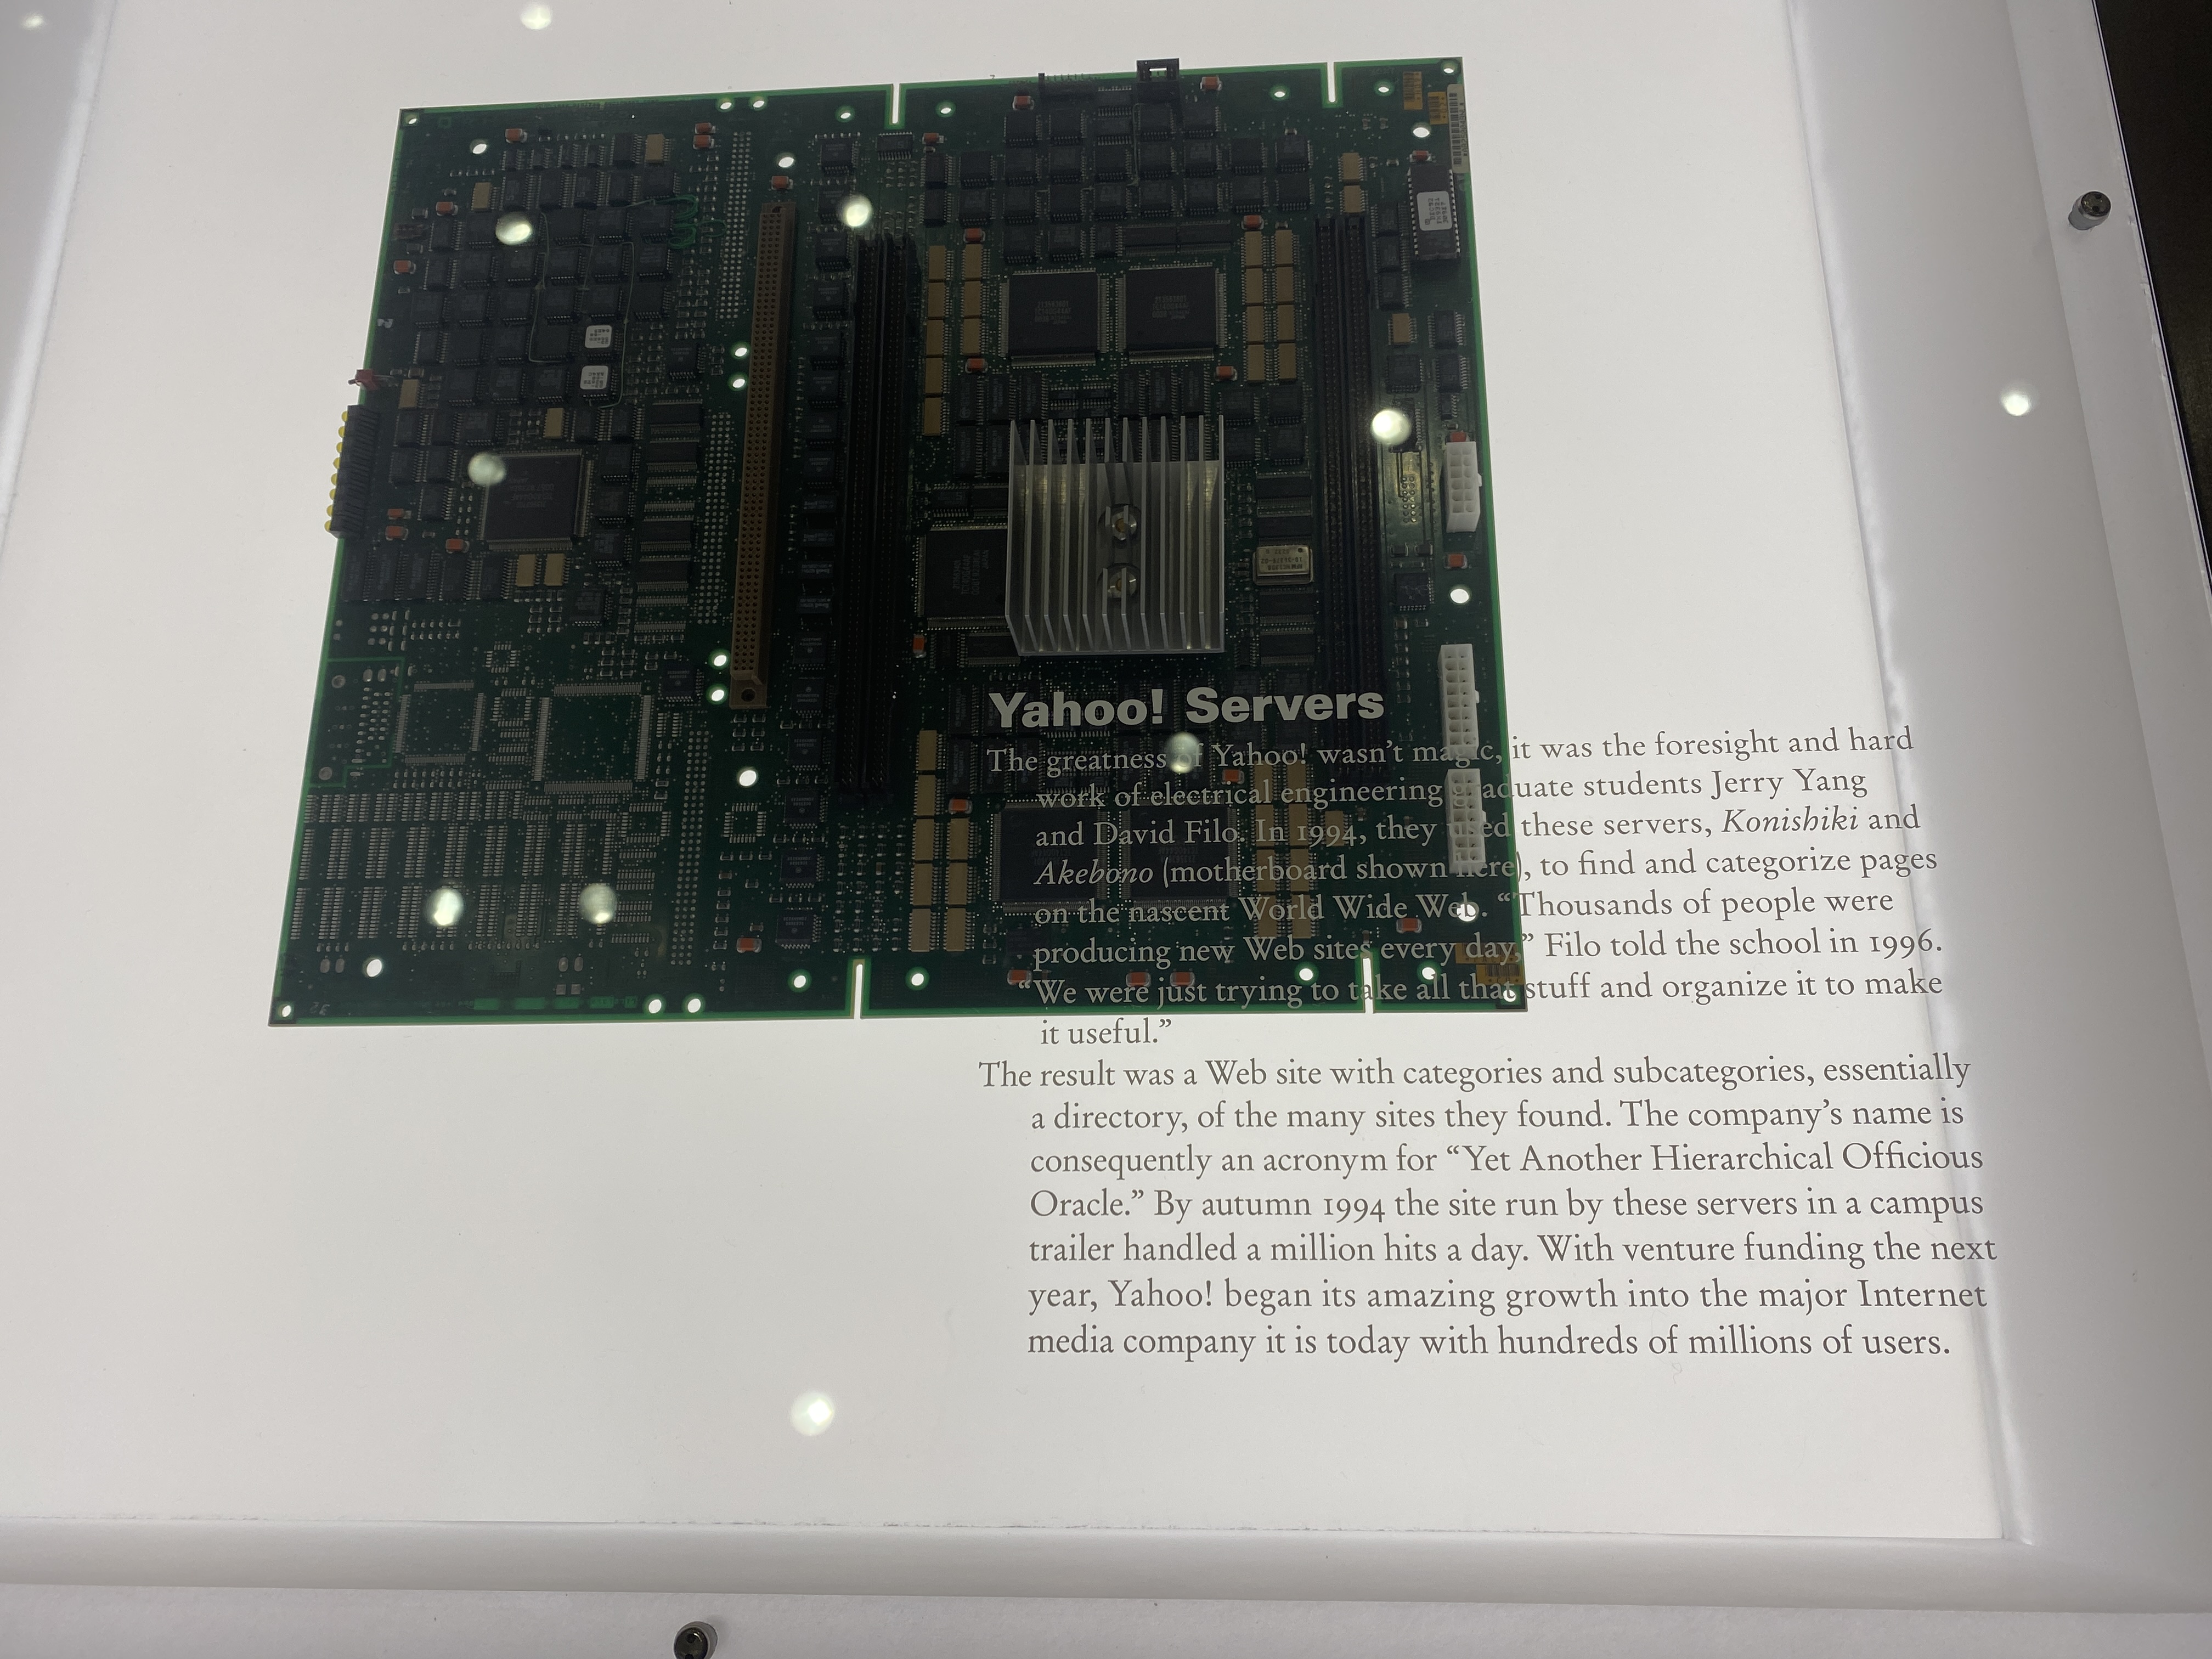 Yahoo! Servers
The greatness of Yahoo! wasn't magic, it was the foresight and hard
work of electrical engineering graduate students Jerry Yang
and David Filo. In 1994, they used these servers, Konishiki and
Akebono (motherboard shown here), to find and categorize pages
on the nascent World Wide Web. “Thousands of people were
producing new Web sites every day,” Filo told the school in 1996.
“We were just trying to take all that stuff and organize it to make
it useful.”
The result was a Web site with categories and subcategories, essentially
a directory, of the many sites they found. The company’s name is
consequently an acronym for “Yet Another Hierarchical Officious
Oracle.” By autumn 1994 the site run by these servers in a campus
trailer handled a million hits a day. With venture funding the next
year, Yahoo! began its amazing growth into the major Internet
media company it is today with hundreds of millions of users.